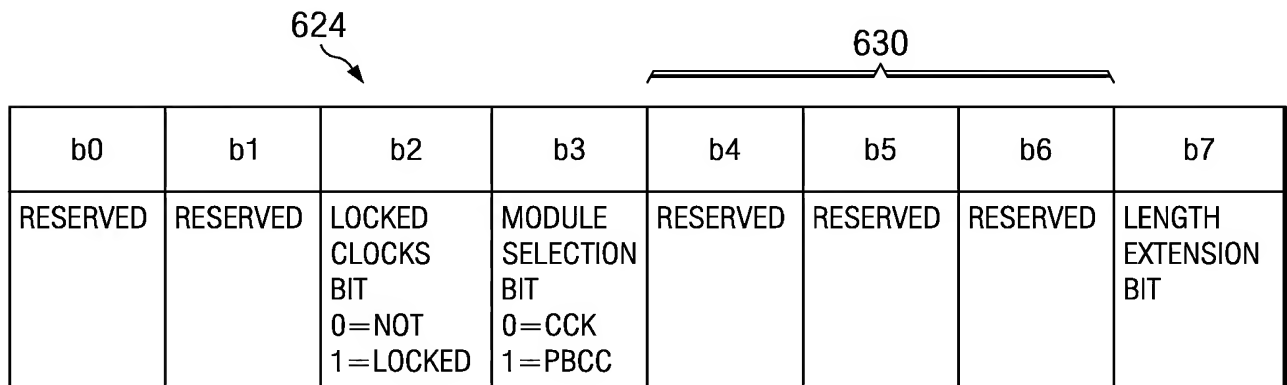 624
630
b0 b1 b2 b3 b4 b5 b6 b7
RESERVED RESERVED LOCKED MODULE RESERVED RESERVED RESERVED LENGTH
CLOCKS SELECTION EXTENSION
BIT BIT BIT
0=NOT 0=CCK
1=LOCKED 1=PBCC